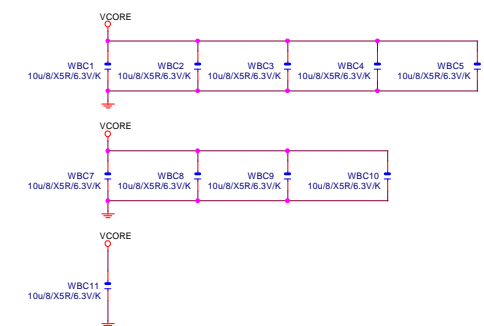 VCORE
WBC1 WBC2 WBC3 WBC4 WBC5
10u/8/X5R/6.3V/K 10u/8/X5R/6.3V/K 10u/8/X5R/6.3V/K 10u/8/X5R/6.3V/K 10u/8/X5R/6.3V/K
VCORE
WBC7 WBC8 WBC9 WBC10
10u/8/X5R/6.3V/K 10u/8/X5R/6.3V/K 10u/8/X5R/6.3V/K 10u/8/X5R/6.3V/K
VCORE
WBC11
10u/8/X5R/6.3V/K